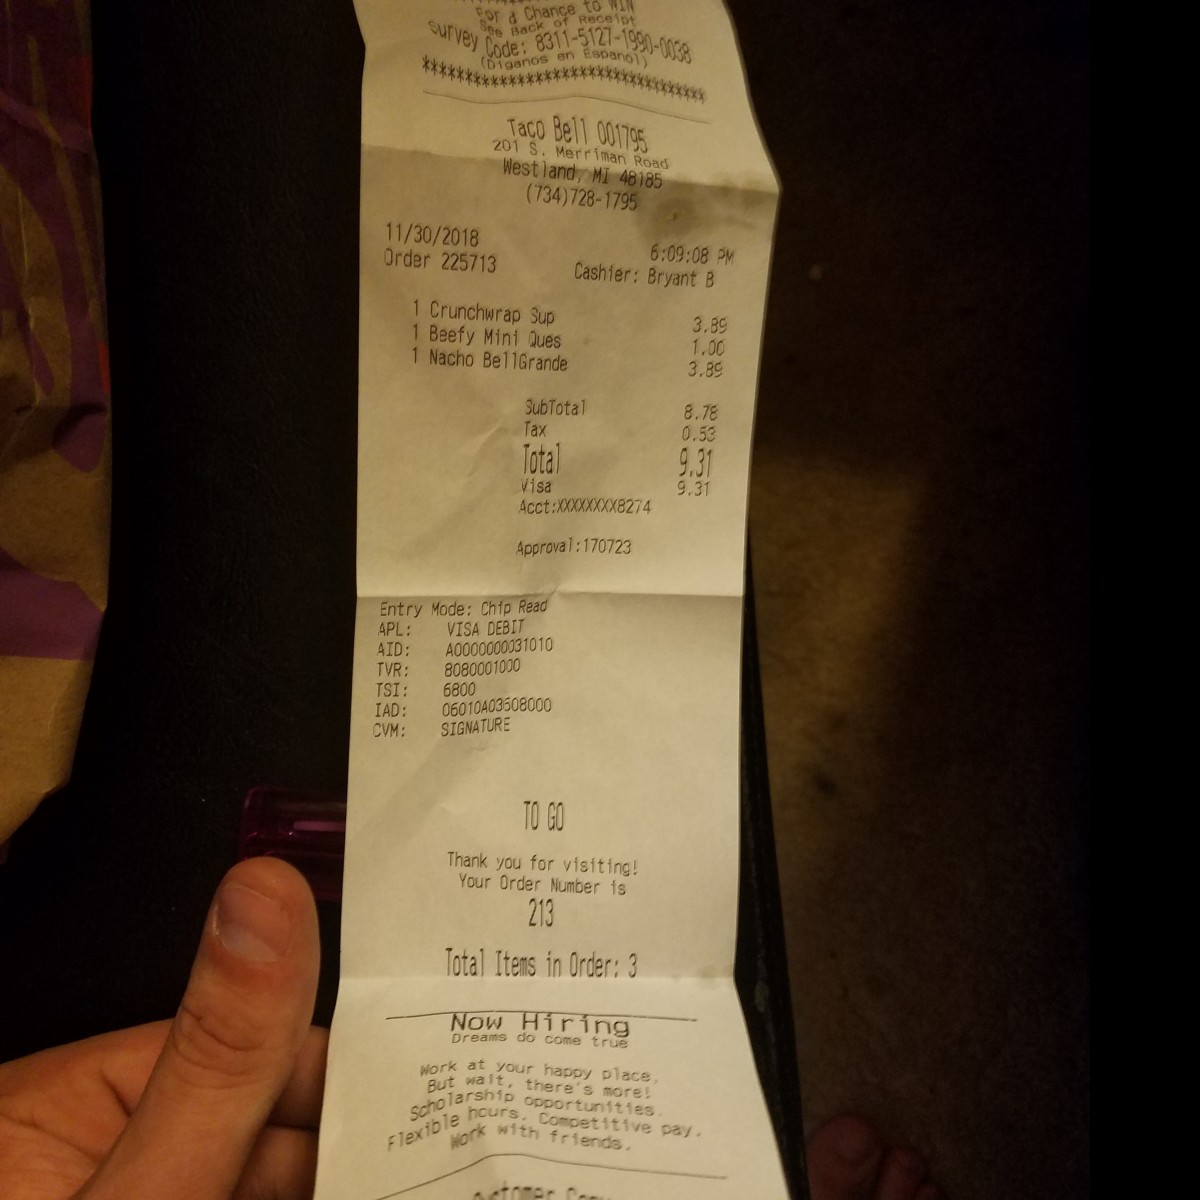 For a Chance to WIN
See Back of Receipt
Survey Code: 8311-5127-1990-0038
(Diganos en Espanol)
*********************************
Taco Bell 001795
201 S. Merriman Road
Westland, MI 48185
(734)728-1795
11/30/2018 6:09:08 PM
Order 225713 Cashier: Bryant B
1 Crunchwrap Sup 3.89
1 Beefy Mini Ques 1.00
1 Nacho BellGrande 3.89
SubTotal 8.78
Tax 0.53
Total 9.31
Visa 9.31
Acct:XXXXXXXX8274
Approval:170723
Entry Mode: Chip Read
APL: VISA DEBIT
AID: A0000000031010
TVR: 8080001000
TSI: 6800
IAD: 06010A03608000
CVM: SIGNATURE
TO GO
Thank you for visiting!
Your Order Number is
213
Total Items in Order: 3
Now Hiring
Dreams do come true
Work at your happy place.
But wait, there's more!
Scholarship opportunities.
Flexible hours. Competitive pay.
Work with friends.
Customer Copy